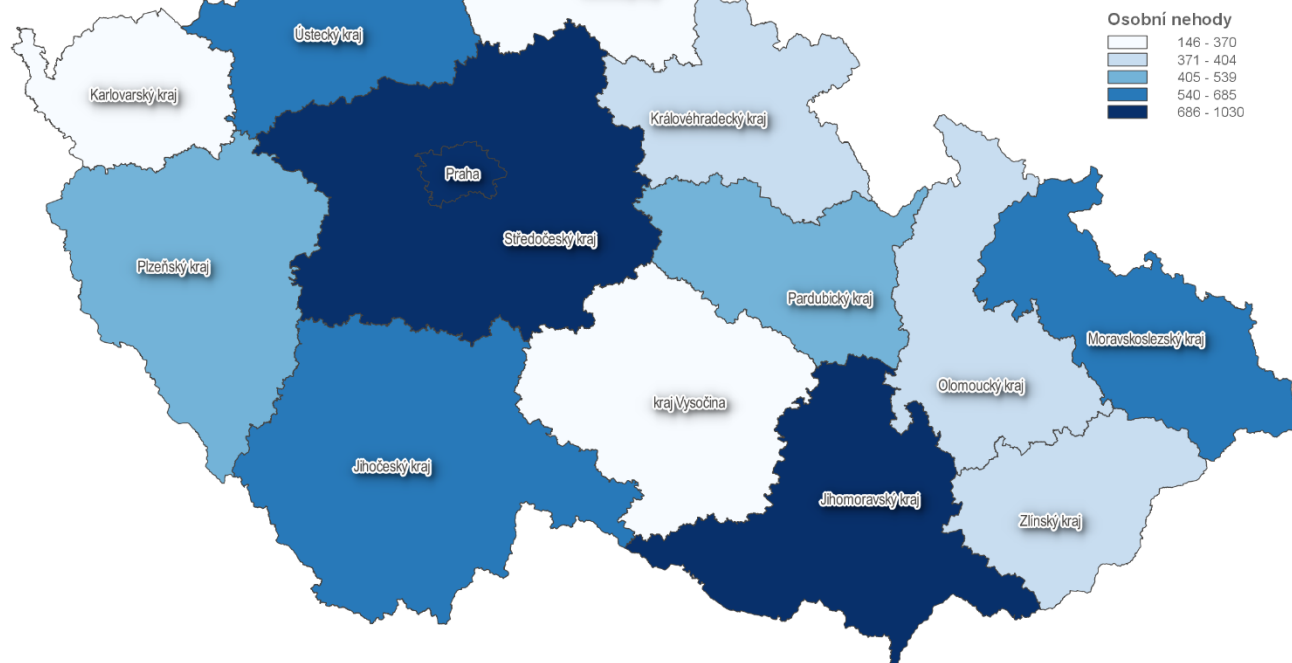 Osobní nehody
146 - 370
371 - 404
405 - 539
540 - 685
686 - 1030
Ústecký kraj
Karlovarský kraj
Královéhradecký kraj
Praha
Středočeský kraj
Plzeňský kraj
Pardubický kraj
Moravskoslezský kraj
Olomoucký kraj
kraj Vysočina
Jihočeský kraj
Jihomoravský kraj
Zlínský kraj